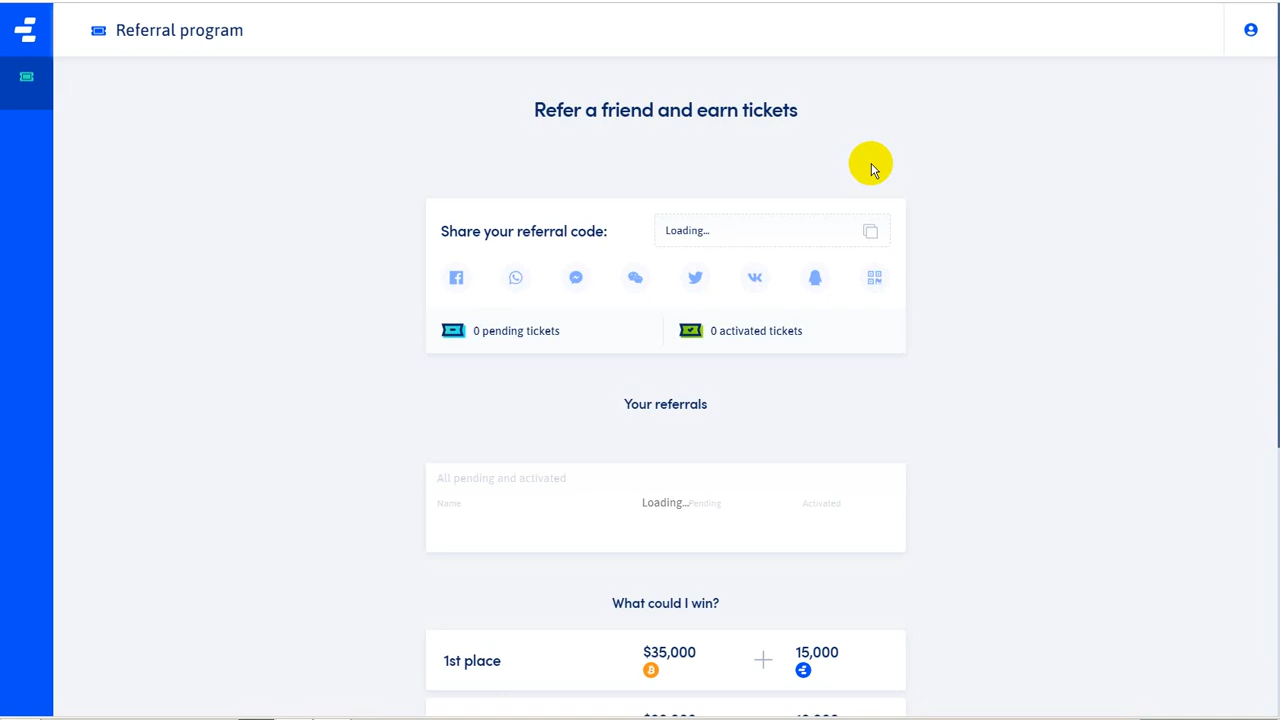 Referral program
Refer a friend and earn tickets
Share your referral code:
Loading...
0 pending tickets
0 activated tickets
Your referrals
All pending and activated
Name
Loading...
Pending
Activated
What could I win?
1st place
$35,000
15,000